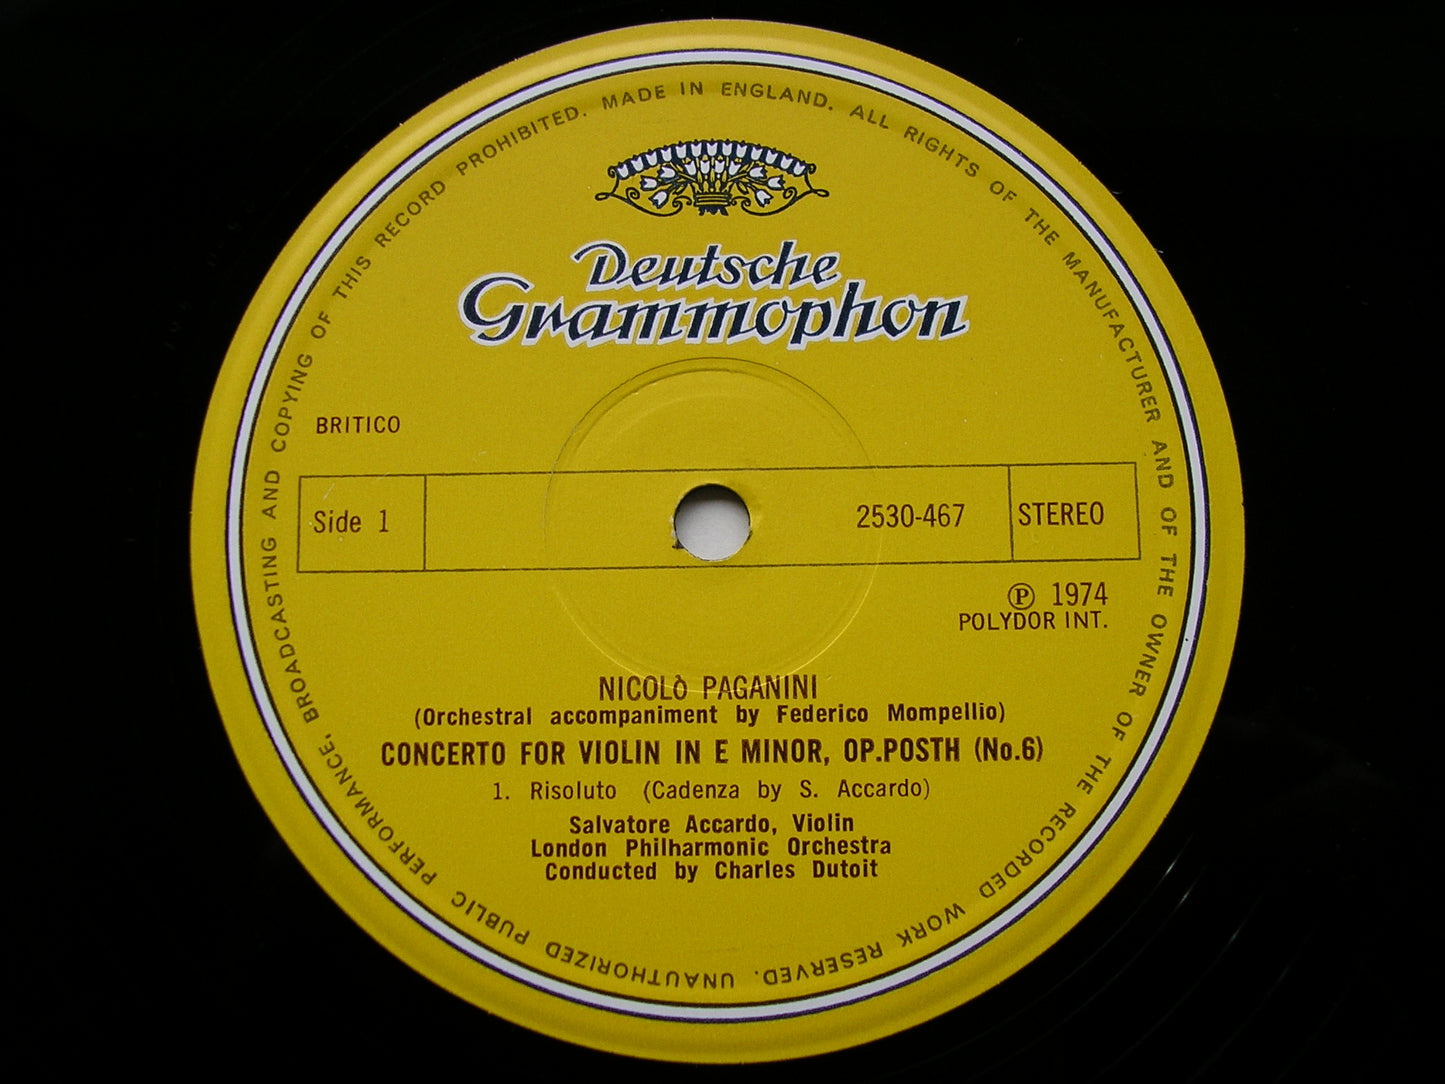 Deutsche
Grammophon
BRITICO
Side 1
2530-467
STEREO
Ⓟ 1974
POLYDOR INT.
NICOLÒ PAGANINI
(Orchestral accompaniment by Federico Mompellio)
CONCERTO FOR VIOLIN IN E MINOR, OP.POSTH (No.6)
1. Risoluto (Cadenza by S. Accardo)
Salvatore Accardo, Violin
London Philharmonic Orchestra
Conducted by Charles Dutoit
MADE IN ENGLAND. ALL RIGHTS OF THE MANUFACTURER AND OF THE OWNER OF THE RECORDED WORK RESERVED. UNAUTHORIZED PUBLIC PERFORMANCE, BROADCASTING AND COPYING OF THIS RECORD PROHIBITED.